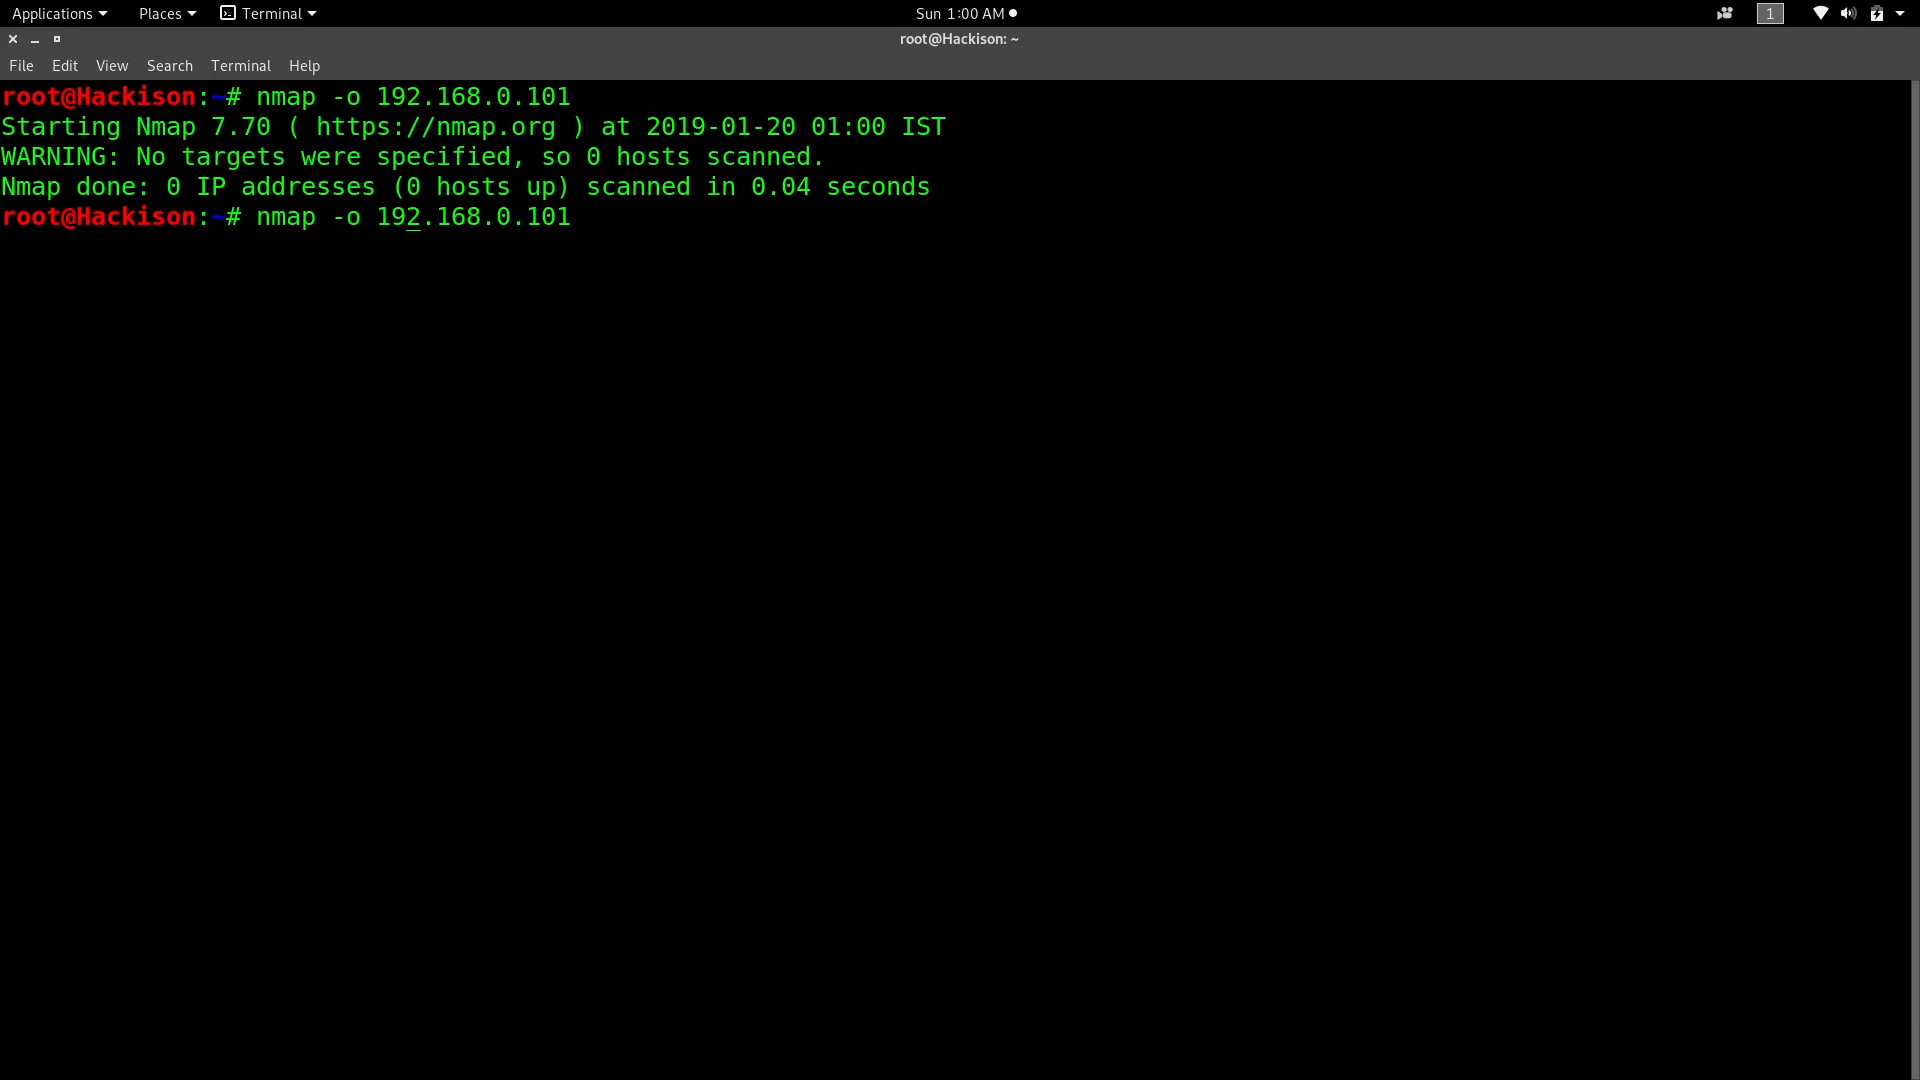 Applications Places Terminal Sun 1:00 AM 1
root@Hackison: ~
File Edit View Search Terminal Help
root@Hackison:~# nmap -o 192.168.0.101
Starting Nmap 7.70 ( https://nmap.org ) at 2019-01-20 01:00 IST
WARNING: No targets were specified, so 0 hosts scanned.
Nmap done: 0 IP addresses (0 hosts up) scanned in 0.04 seconds
root@Hackison:~# nmap -o 192.168.0.101